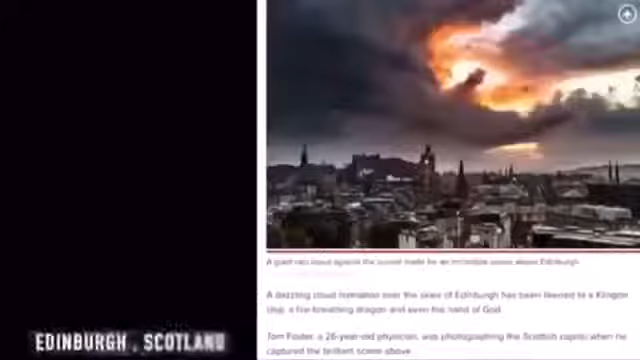 EDINBURGH, SCOTLAND
A giant rain cloud against the sunset made for an incredible scene above Edinburgh
A dazzling cloud formation over the skies of Edinburgh has been likened to a Klingon
ship, a fire-breathing dragon and even the hand of God.
Tom Foster, a 26-year-old physician, was photographing the Scottish capital when he
captured the brilliant scene above